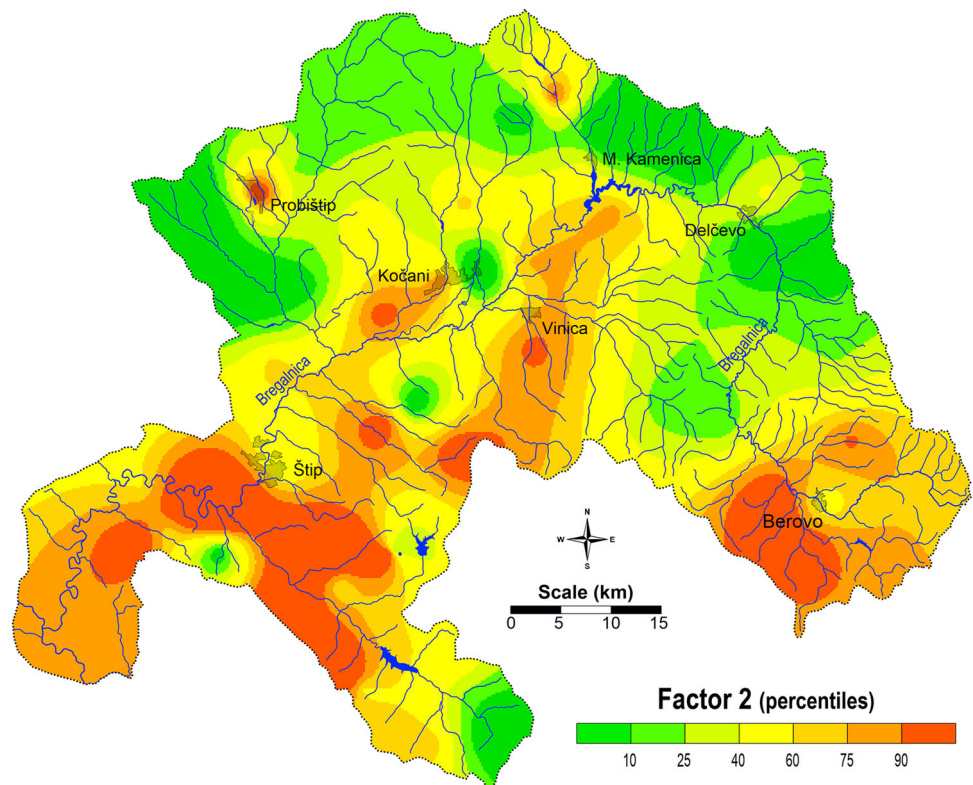 M. Kamenica
Probištip
Delčevo
Kočani
Vinica
Bregalnica
Bregalnica
Štip
Berovo
N
W E
S
Scale (km)
0 5 10 15
Factor 2 (percentiles)
10 25 40 60 75 90